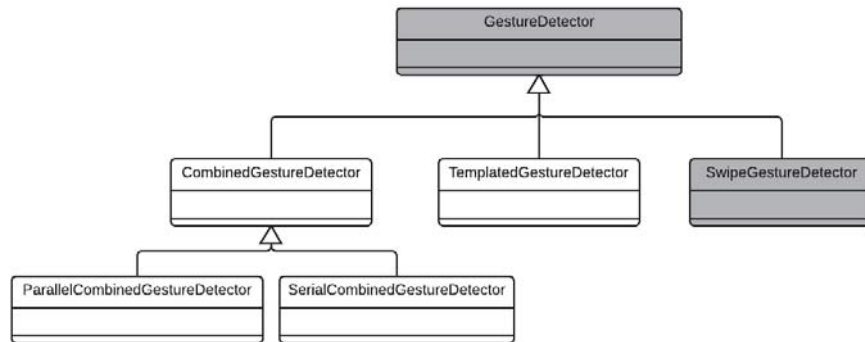 GestureDetector
CombinedGestureDetector
TemplatedGestureDetector
SwipeGestureDetector
ParallelCombinedGestureDetector
SerialCombinedGestureDetector